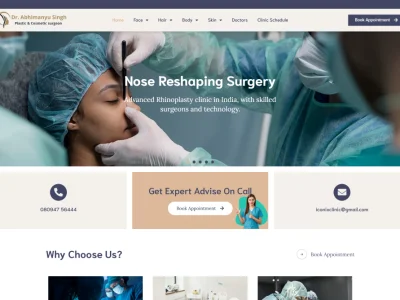 Dr. Abhimanyu Singh
Plastic & Cosmetic surgeon
Home
Face
Hair
Body
Skin
Doctors
Clinic Schedule
Book Appointment
Nose Reshaping Surgery
Advanced Rhinoplasty clinic in India, with skilled
surgeons and technology.
080947 56444
Get Expert Advise On Call
Book Appointment
iconixclinic@gmail.com
Why Choose Us?
Book Appointment